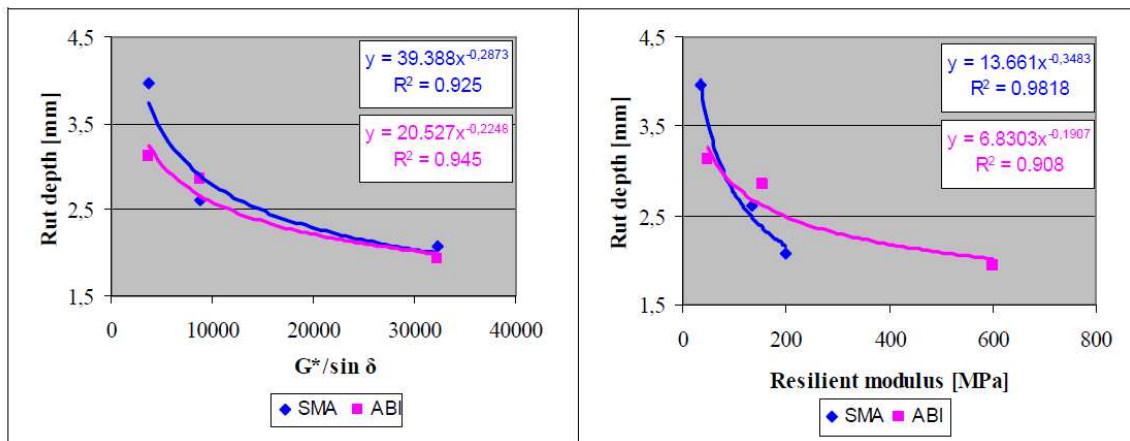 4,5
3,5
2,5
1,5
Rut depth [mm]
y = 39.388x^-0,2873
R² = 0.925
y = 20.527x^-0,2248
R² = 0.945
0 10000 20000 30000 40000
G*/sin δ
SMA ABI
4,5
3,5
2,5
1,5
Rut depth [mm]
y = 13.661x^-0,3483
R² = 0.9818
y = 6.8303x^-0,1907
R² = 0.908
0 200 400 600 800
Resilient modulus [MPa]
SMA ABI